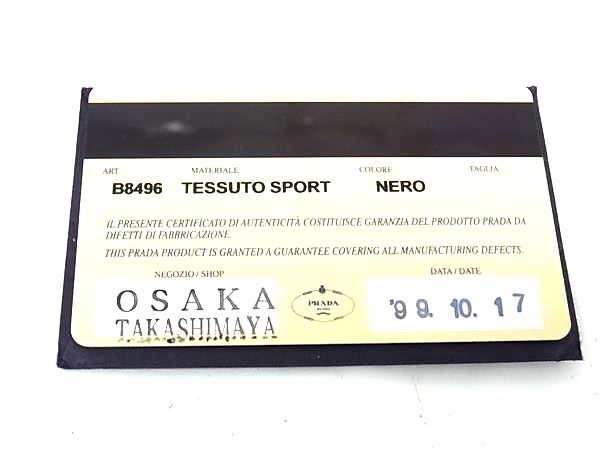 ART. MATERIALE COLORE TAGLIA
B8496 TESSUTO SPORT NERO
IL PRESENTE CERTIFICATO DI AUTENTICITÀ COSTITUISCE GARANZIA DEL PRODOTTO PRADA DA
DIFETTI DI FABBRICAZIONE.
THIS PRADA PRODUCT IS GRANTED A GUARANTEE COVERING ALL MANUFACTURING DEFECTS.
NEGOZIO / SHOP DATA / DATE
OSAKA
TAKASHIMAYA
PRADA
'99. 10. 17